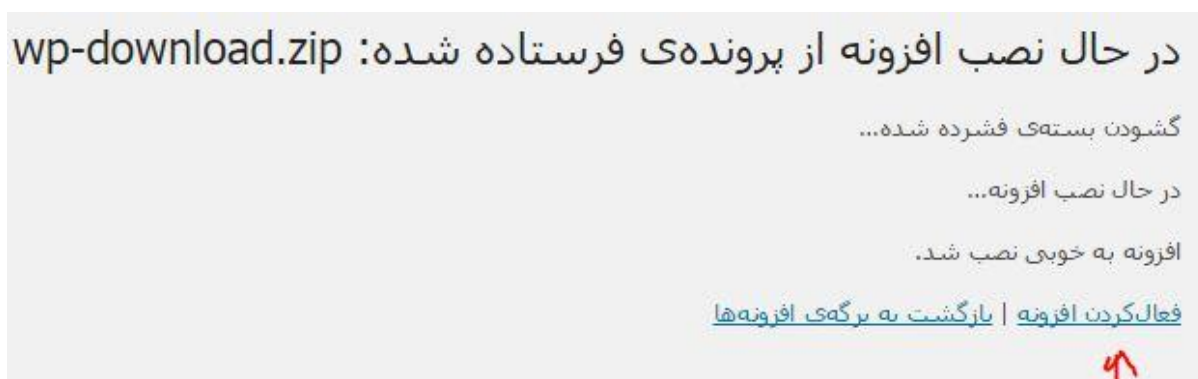 در حال نصب افزونه از پرونده‌ی فرستاده شده: wp-download.zip
گشودن بسته‌ی فشرده شده...
در حال نصب افزونه...
افزونه به خوبی نصب شد.
فعال‌کردن افزونه | بازگشت به برگه‌ی افزونه‌ها